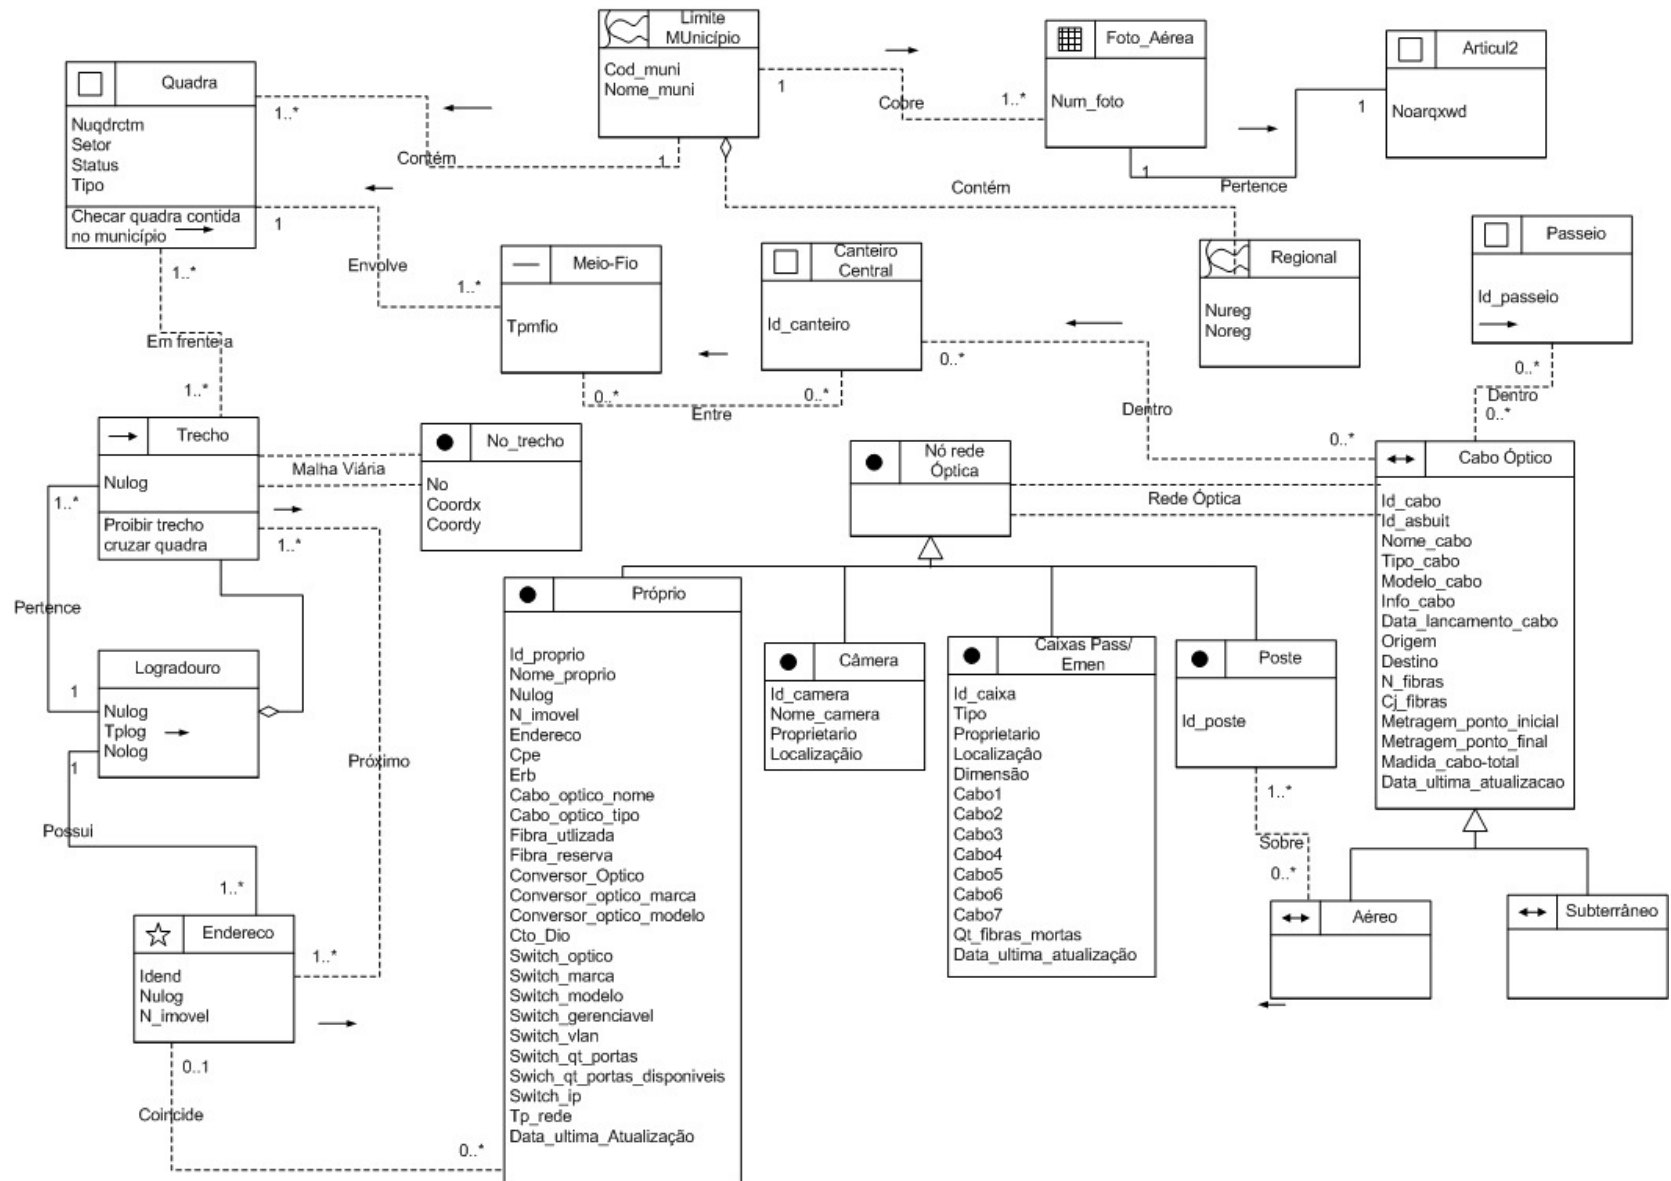 Limite
MUnicípio
Cod_muni
Nome_muni
Foto_Aérea
Num_foto
Articul2
Noarqxwd
Quadra
Nuqdrctm
Setor
Status
Tipo
Checar quadra contida
no município
1..*
Contém
1
1
Cobre
1..*
1
Pertence
1
Contém
1
Envolve
1..*
Meio-Fio
Tpmfio
Canteiro
Central
Id_canteiro
Regional
Nureg
Noreg
Passeio
Id_passeio
0..*
Dentro
0..*
1..*
Em frente a
1..*
0..*
Entre
0..*
0..*
Dentro
0..*
Trecho
Nulog
Proibir trecho
cruzar quadra
Malha Viária
No_trecho
No
Coordx
Coordy
Nó rede
Óptica
Rede Óptica
Cabo Óptico
Id_cabo
Id_asbuit
Nome_cabo
Tipo_cabo
Modelo_cabo
Info_cabo
Data_lancamento_cabo
Origem
Destino
N_fibras
Cj_fibras
Metragem_ponto_inicial
Metragem_ponto_final
Madida_cabo-total
Data_ultima_atualizacao
1..*
Pertence
1
1..*
Próximo
1..*
Logradouro
Nulog
Tplog
Nolog
1
Possui
1..*
Endereco
Idend
Nulog
N_imovel
0..1
Coincide
0..*
Próprio
Id_proprio
Nome_proprio
Nulog
N_imovel
Endereco
Cpe
Erb
Cabo_optico_nome
Cabo_optico_tipo
Fibra_utlizada
Fibra_reserva
Conversor_Optico
Conversor_optico_marca
Conversor_optico_modelo
Cto_Dio
Switch_optico
Switch_marca
Switch_modelo
Switch_gerenciavel
Switch_vlan
Switch_qt_portas
Swich_qt_portas_disponiveis
Switch_ip
Tp_rede
Data_ultima_Atualização
Câmera
Id_camera
Nome_camera
Proprietario
Localizaçãio
Caixas Pass/
Emen
Id_caixa
Tipo
Proprietario
Localização
Dimensão
Cabo1
Cabo2
Cabo3
Cabo4
Cabo5
Cabo6
Cabo7
Qt_fibras_mortas
Data_ultima_atualização
Poste
Id_poste
1..*
Sobre
0..*
Aéreo
Subterrâneo